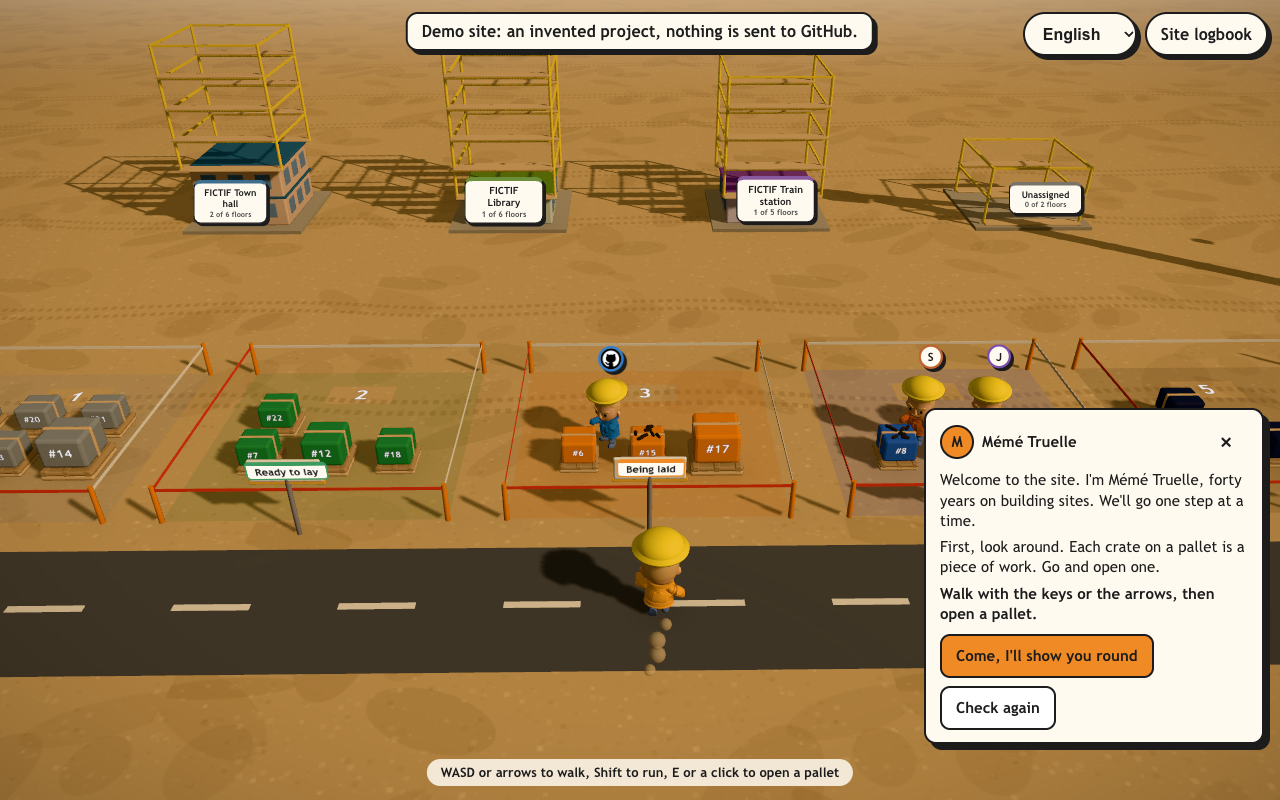 Demo site: an invented project, nothing is sent to GitHub.
English
Site logbook
FICTIF Town
hall
2 of 6 floors
FICTIF
Library
1 of 6 floors
FICTIF Train
station
1 of 5 floors
Unassigned
0 of 2 floors
1
2
3
5
S
J
#20
#14
#22
#7
#12
#18
#6
#15
#17
#8
Ready to lay
Being laid
M
Mémé Truelle
Welcome to the site. I'm Mémé Truelle, forty
years on building sites. We'll go one step at a
time.
First, look around. Each crate on a pallet is a
piece of work. Go and open one.
Walk with the keys or the arrows, then
open a pallet.
Come, I'll show you round
Check again
WASD or arrows to walk, Shift to run, E or a click to open a pallet